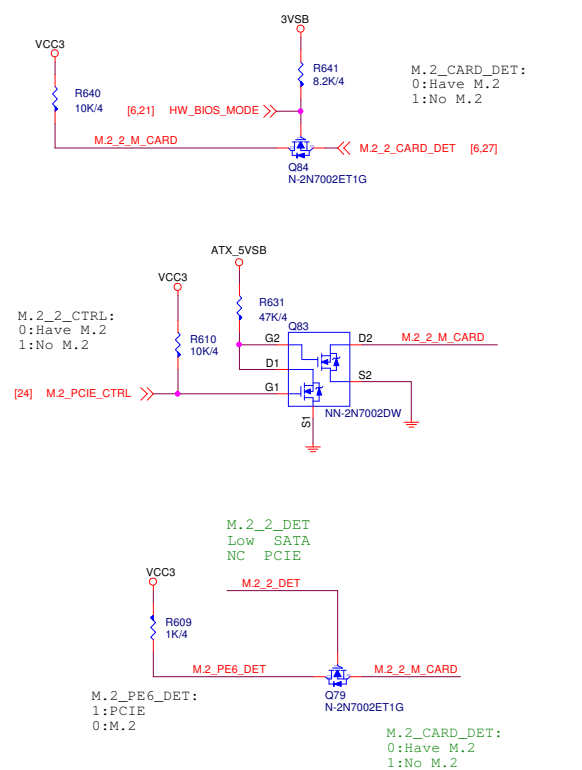 3VSB
VCC3
R641
8.2K/4
M.2_CARD_DET:
0:Have M.2
1:No M.2
R640
10K/4
[6,21] HW_BIOS_MODE
M.2_2_M_CARD
M.2_2_CARD_DET [6,27]
Q84
N-2N7002ET1G
ATX_5VSB
VCC3
R631
47K/4
M.2_2_CTRL:
0:Have M.2
1:No M.2
R610
10K/4
Q83
G2
D2
M.2_2_M_CARD
D1
S2
[24] M.2_PCIE_CTRL
G1
S1
NN-2N7002DW
M.2_2_DET
Low SATA
NC PCIE
VCC3
M.2_2_DET
R609
1K/4
M.2_PE6_DET
M.2_2_M_CARD
Q79
N-2N7002ET1G
M.2_PE6_DET:
1:PCIE
0:M.2
M.2_CARD_DET:
0:Have M.2
1:No M.2